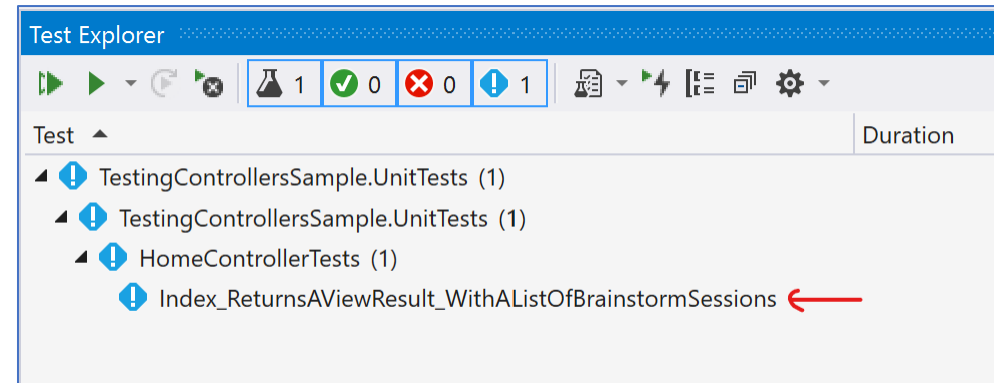 Test Explorer
1 0 0 1
Test Duration
TestingControllersSample.UnitTests (1)
TestingControllersSample.UnitTests (1)
HomeControllerTests (1)
Index_ReturnsAViewResult_WithAListOfBrainstormSessions